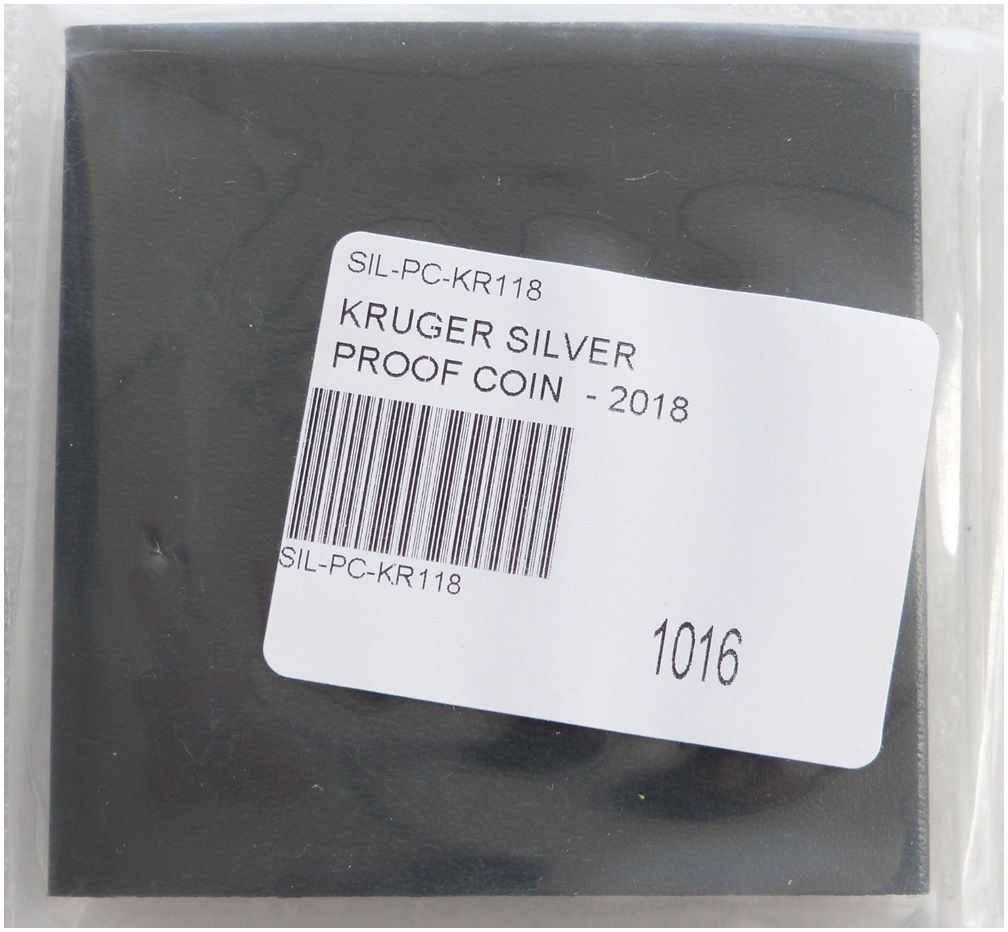 SIL-PC-KR118
KRUGER SILVER
PROOF COIN - 2018
SIL-PC-KR118
1016